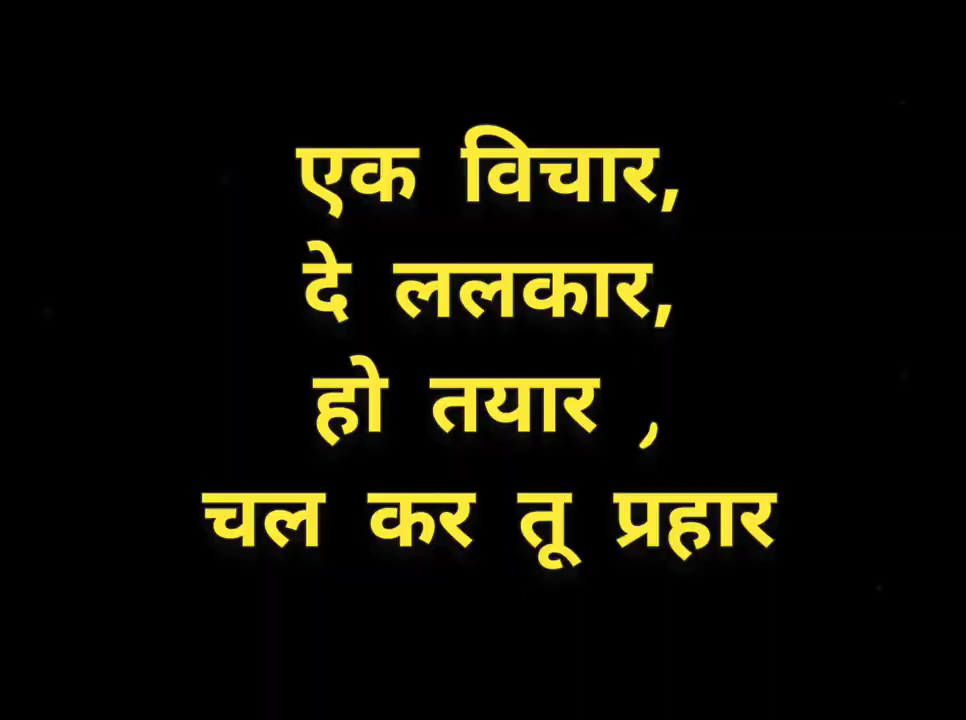 एक विचार,
दे ललकार,
हो तयार ,
चल कर तू प्रहार